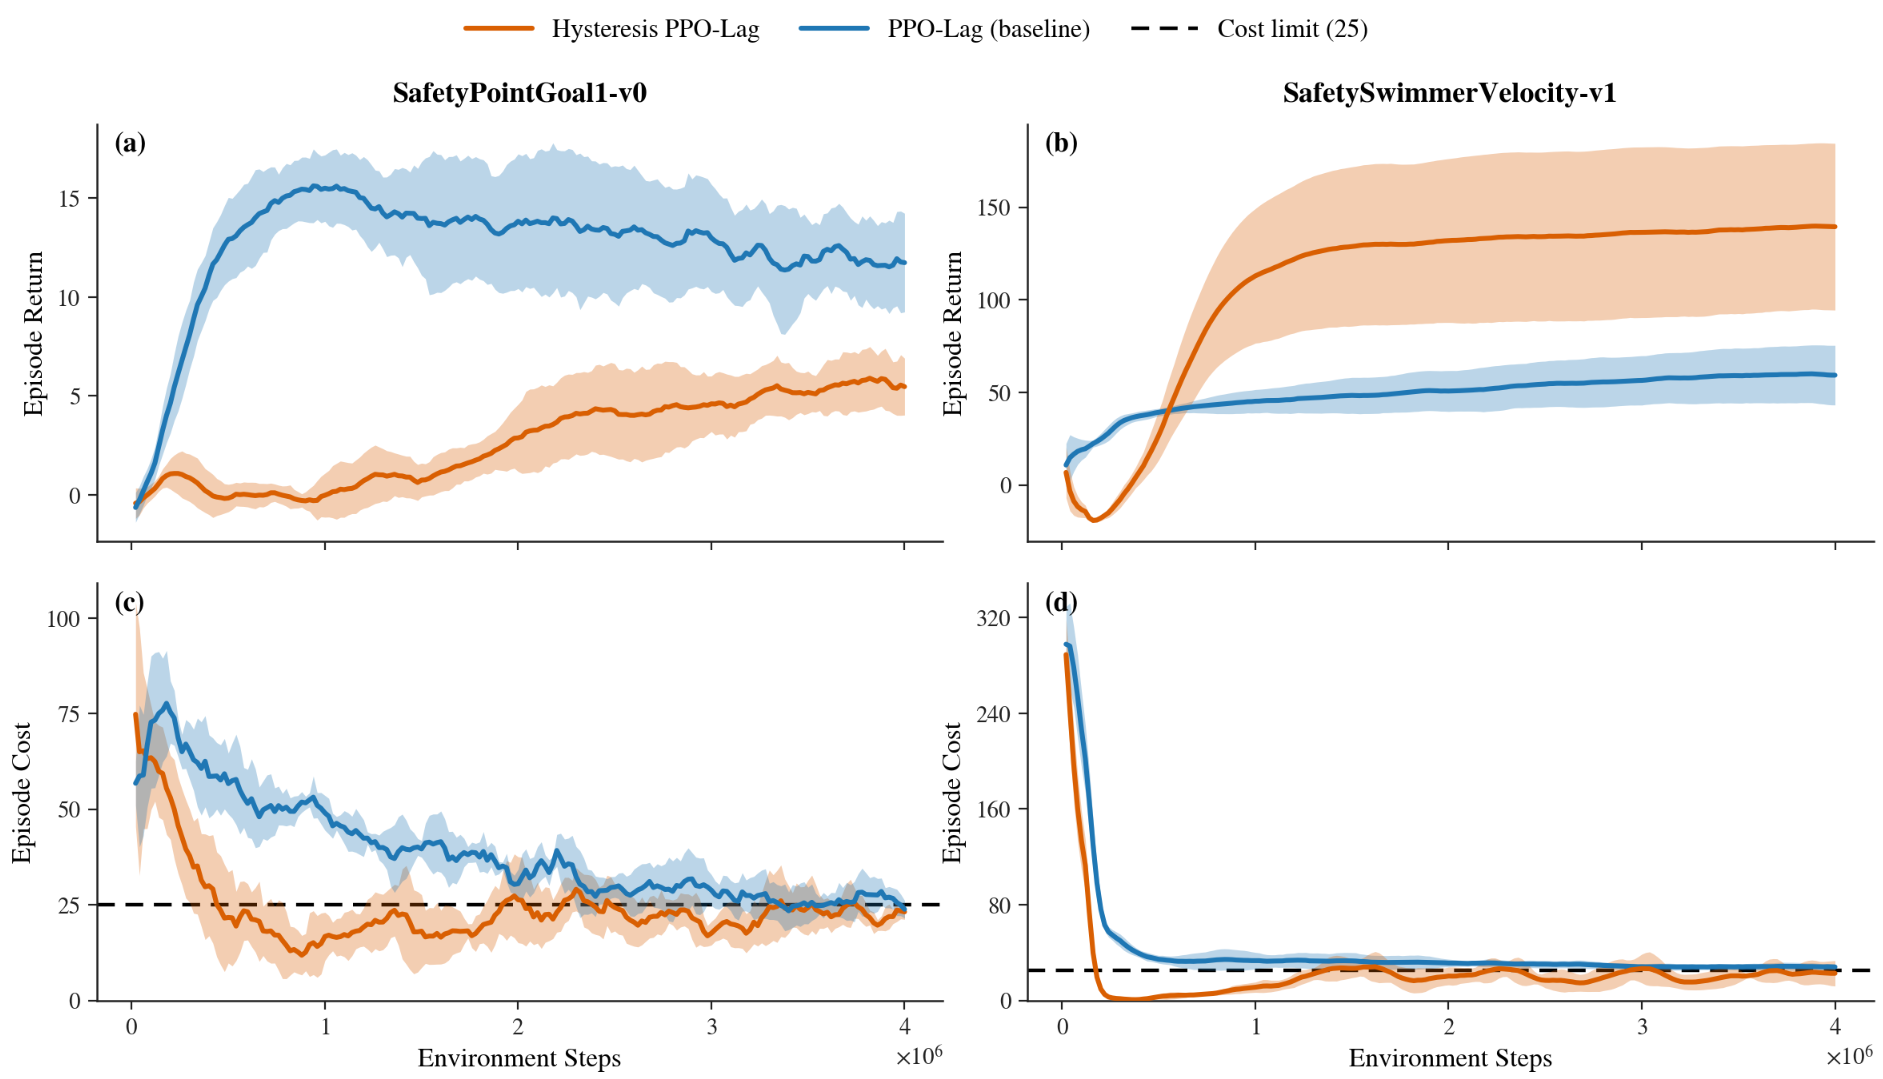 Hysteresis PPO-Lag
PPO-Lag (baseline)
Cost limit (25)
SafetyPointGoal1-v0
SafetySwimmerVelocity-v1
(a)
15
10
5
0
Episode Return
(b)
150
100
50
0
Episode Return
(c)
100
75
50
25
0
Episode Cost
0
1
2
3
4
×10⁶
Environment Steps
(d)
320
240
160
80
0
Episode Cost
0
1
2
3
4
×10⁶
Environment Steps